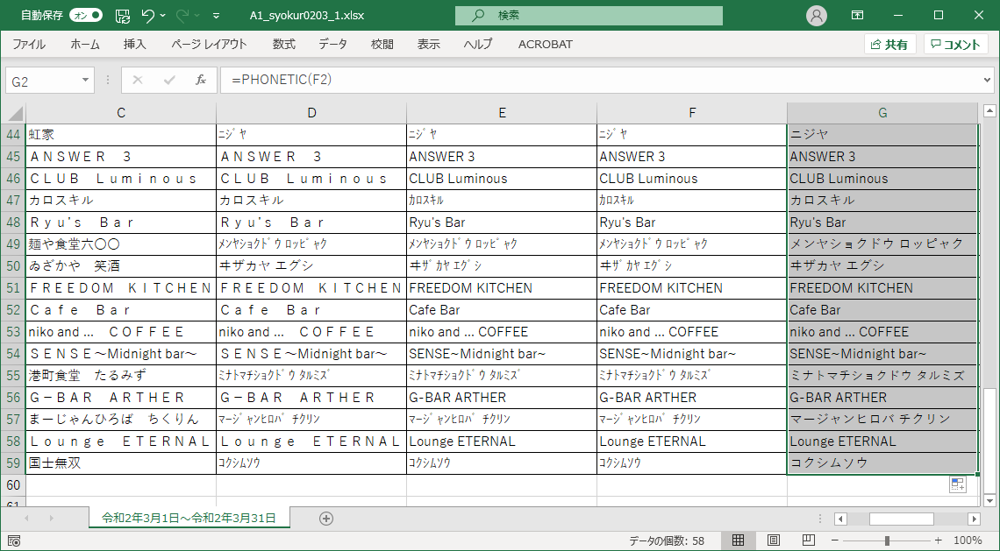 自動保存 オン A1_syokur0203_1.xlsx 検索
ファイル ホーム 挿入 ページ レイアウト 数式 データ 校閲 表示 ヘルプ ACROBAT 共有 コメント
G2 fx =PHONETIC(F2)
C D E F G
44 虹家 ﾆｼﾞﾔ ﾆｼﾞﾔ ﾆｼﾞﾔ ニジヤ
45 ＡＮＳＷＥＲ　３ ＡＮＳＷＥＲ　３ ANSWER 3 ANSWER 3 ANSWER 3
46 ＣＬＵＢ　Ｌｕｍｉｎｏｕｓ ＣＬＵＢ　Ｌｕｍｉｎｏｕｓ CLUB Luminous CLUB Luminous CLUB Luminous
47 カロスキル カロスキル ｶﾛｽｷﾙ ｶﾛｽｷﾙ カロスキル
48 Ｒｙｕ'ｓ　Ｂａｒ Ｒｙｕ'ｓ　Ｂａｒ Ryu's Bar Ryu's Bar Ryu's Bar
49 麺や食堂六〇〇 ﾒﾝﾔｼｮｸﾄﾞｳ ﾛｯﾋﾟｬｸ ﾒﾝﾔｼｮｸﾄﾞｳ ﾛｯﾋﾟｬｸ ﾒﾝﾔｼｮｸﾄﾞｳ ﾛｯﾋﾟｬｸ メンヤショクドウ ロッピャク
50 ゐざかや　笑酒 ヰザカヤ エグシ ヰｻﾞｶﾔ ｴｸﾞｼ ヰｻﾞｶﾔ ｴｸﾞｼ ヰザカヤ エグシ
51 ＦＲＥＥＤＯＭ　ＫＩＴＣＨＥＮ ＦＲＥＥＤＯＭ　ＫＩＴＣＨＥＮ FREEDOM KITCHEN FREEDOM KITCHEN FREEDOM KITCHEN
52 Ｃａｆｅ　Ｂａｒ Ｃａｆｅ　Ｂａｒ Cafe Bar Cafe Bar Cafe Bar
53 niko and ...　ＣＯＦＦＥＥ niko and ...　ＣＯＦＦＥＥ niko and ... COFFEE niko and ... COFFEE niko and ... COFFEE
54 ＳＥＮＳＥ～Midnight bar～ ＳＥＮＳＥ～Midnight bar～ SENSE~Midnight bar~ SENSE~Midnight bar~ SENSE~Midnight bar~
55 港町食堂　たるみず ﾐﾅﾄﾏﾁｼｮｸﾄﾞｳ ﾀﾙﾐｽﾞ ﾐﾅﾄﾏﾁｼｮｸﾄﾞｳ ﾀﾙﾐｽﾞ ﾐﾅﾄﾏﾁｼｮｸﾄﾞｳ ﾀﾙﾐｽﾞ ミナトマチショクドウ タルミズ
56 Ｇ－ＢＡＲ　ＡＲＴＨＥＲ Ｇ－ＢＡＲ　ＡＲＴＨＥＲ G-BAR ARTHER G-BAR ARTHER G-BAR ARTHER
57 まーじゃんひろば　ちくりん ﾏｰｼﾞｬﾝﾋﾛﾊﾞ ﾁｸﾘﾝ ﾏｰｼﾞｬﾝﾋﾛﾊﾞ ﾁｸﾘﾝ ﾏｰｼﾞｬﾝﾋﾛﾊﾞ ﾁｸﾘﾝ マージャンヒロバ チクリン
58 Ｌｏｕｎｇｅ　ＥＴＥＲＮＡＬ Ｌｏｕｎｇｅ　ＥＴＥＲＮＡＬ Lounge ETERNAL Lounge ETERNAL Lounge ETERNAL
59 国士無双 ｺｸｼﾑｿｳ ｺｸｼﾑｿｳ ｺｸｼﾑｿｳ コクシムソウ
60
61
令和2年3月1日～令和2年3月31日
データの個数: 58 100%